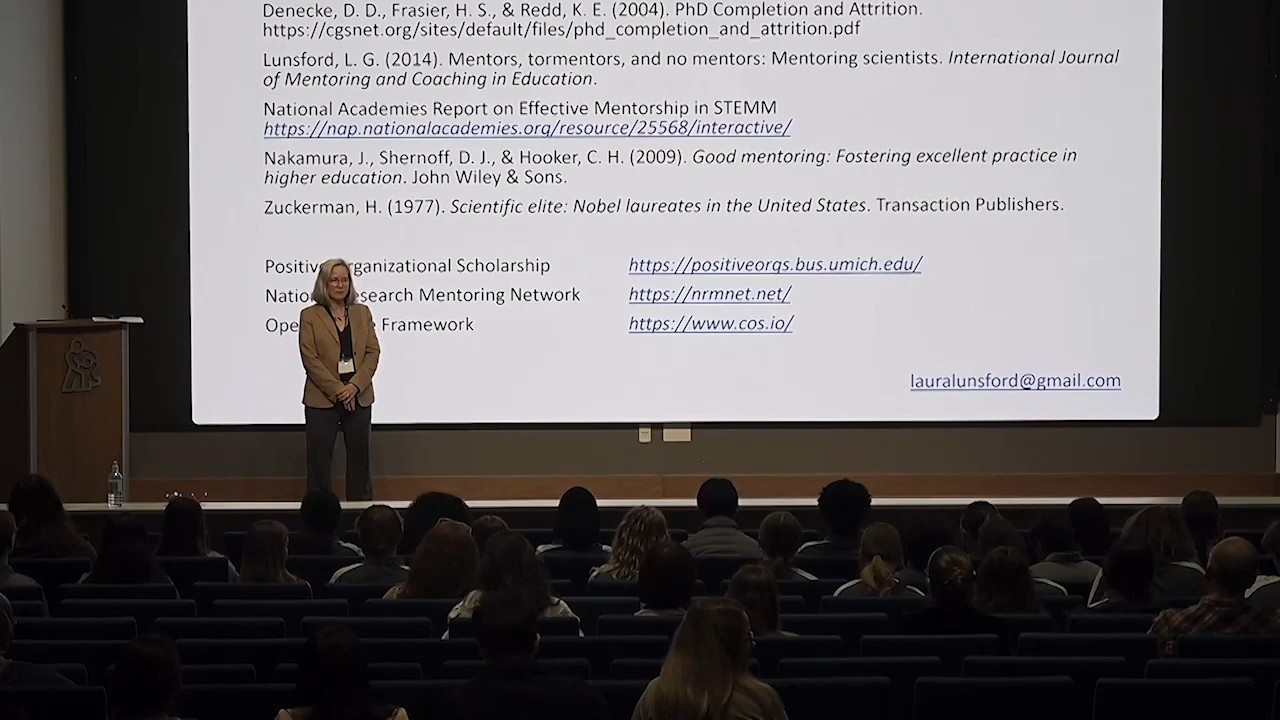 Denecke, D. D., Frasier, H. S., & Redd, K. E. (2004). PhD Completion and Attrition.
https://cgsnet.org/sites/default/files/phd_completion_and_attrition.pdf
Lunsford, L. G. (2014). Mentors, tormentors, and no mentors: Mentoring scientists. International Journal
of Mentoring and Coaching in Education.
National Academies Report on Effective Mentorship in STEMM
https://nap.nationalacademies.org/resource/25568/interactive/
Nakamura, J., Shernoff, D. J., & Hooker, C. H. (2009). Good mentoring: Fostering excellent practice in
higher education. John Wiley & Sons.
Zuckerman, H. (1977). Scientific elite: Nobel laureates in the United States. Transaction Publishers.
Scholarship https://positiveorgs.bus.umich.edu/
Research Mentoring Network https://nrmnet.net/
Framework https://www.cos.io/
lauralunsford@gmail.com